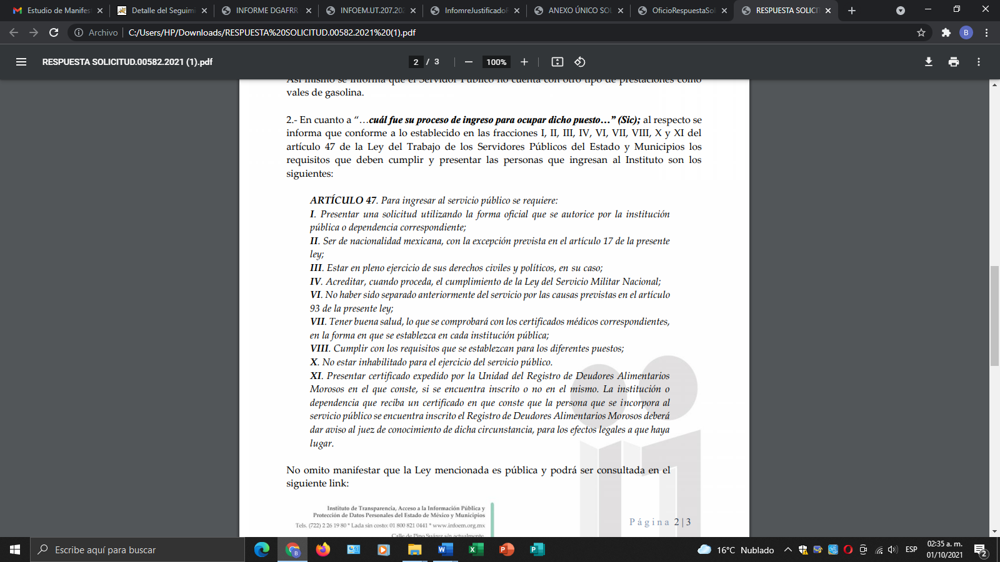 Estudio de Manifes
Detalle del Seguimi
INFORME DGAFRR
INFOEM.UT.207.202
InfomreJustificadoF
ANEXO ÚNICO SOL
OficioRespuestaSol
RESPUESTA SOLICIT
Archivo
C:/Users/HP/Downloads/RESPUESTA%20SOLICITUD.00582.2021%20(1).pdf
B
RESPUESTA SOLICITUD.00582.2021 (1).pdf
2 / 3
100%
Así mismo se informa que el Servidor Público no cuenta con otro tipo de prestaciones como
vales de gasolina.
2.- En cuanto a “…cuál fue su proceso de ingreso para ocupar dicho puesto…” (Sic); al respecto se
informa que conforme a lo establecido en las fracciones I, II, III, IV, VI, VII, VIII, X y XI del
artículo 47 de la Ley del Trabajo de los Servidores Públicos del Estado y Municipios los
requisitos que deben cumplir y presentar las personas que ingresan al Instituto son los
siguientes:
ARTÍCULO 47. Para ingresar al servicio público se requiere:
I. Presentar una solicitud utilizando la forma oficial que se autorice por la institución
pública o dependencia correspondiente;
II. Ser de nacionalidad mexicana, con la excepción prevista en el artículo 17 de la presente
ley;
III. Estar en pleno ejercicio de sus derechos civiles y políticos, en su caso;
IV. Acreditar, cuando proceda, el cumplimiento de la Ley del Servicio Militar Nacional;
VI. No haber sido separado anteriormente del servicio por las causas previstas en el artículo
93 de la presente ley;
VII. Tener buena salud, lo que se comprobará con los certificados médicos correspondientes,
en la forma en que se establezca en cada institución pública;
VIII. Cumplir con los requisitos que se establezcan para los diferentes puestos;
X. No estar inhabilitado para el ejercicio del servicio público.
XI. Presentar certificado expedido por la Unidad del Registro de Deudores Alimentarios
Morosos en el que conste, si se encuentra inscrito o no en el mismo. La institución o
dependencia que reciba un certificado en que conste que la persona que se incorpora al
servicio público se encuentra inscrito el Registro de Deudores Alimentarios Morosos deberá
dar aviso al juez de conocimiento de dicha circunstancia, para los efectos legales a que haya
lugar.
No omito manifestar que la Ley mencionada es pública y podrá ser consultada en el
siguiente link:
Instituto de Transparencia, Acceso a la Información Pública y
Protección de Datos Personales del Estado de México y Municipios
Tels. (722) 2 26 19 80 * Lada sin costo: 01 800 821 0441 * www.infoem.org.mx
Calle de Pino Suárez s/n actualmente
Página 2|3
Escribe aquí para buscar
B
16°C Nublado
ESP
02:35 a. m.
01/10/2021
2